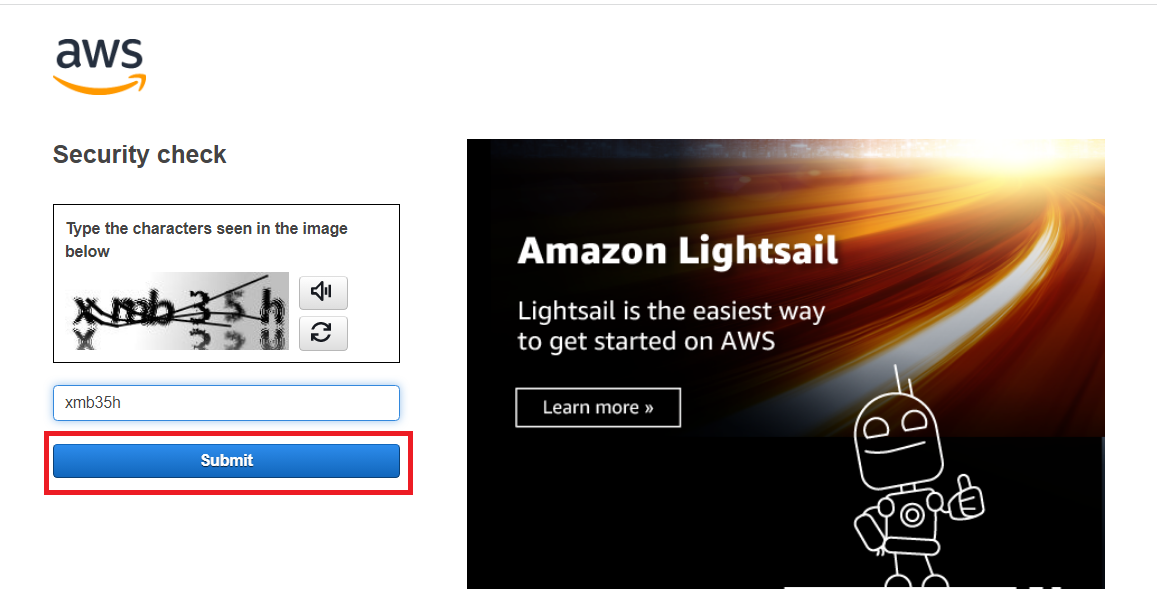 aws
Security check
Type the characters seen in the image
below
xmb35h
xmb35h
Submit
Amazon Lightsail
Lightsail is the easiest way
to get started on AWS
Learn more »